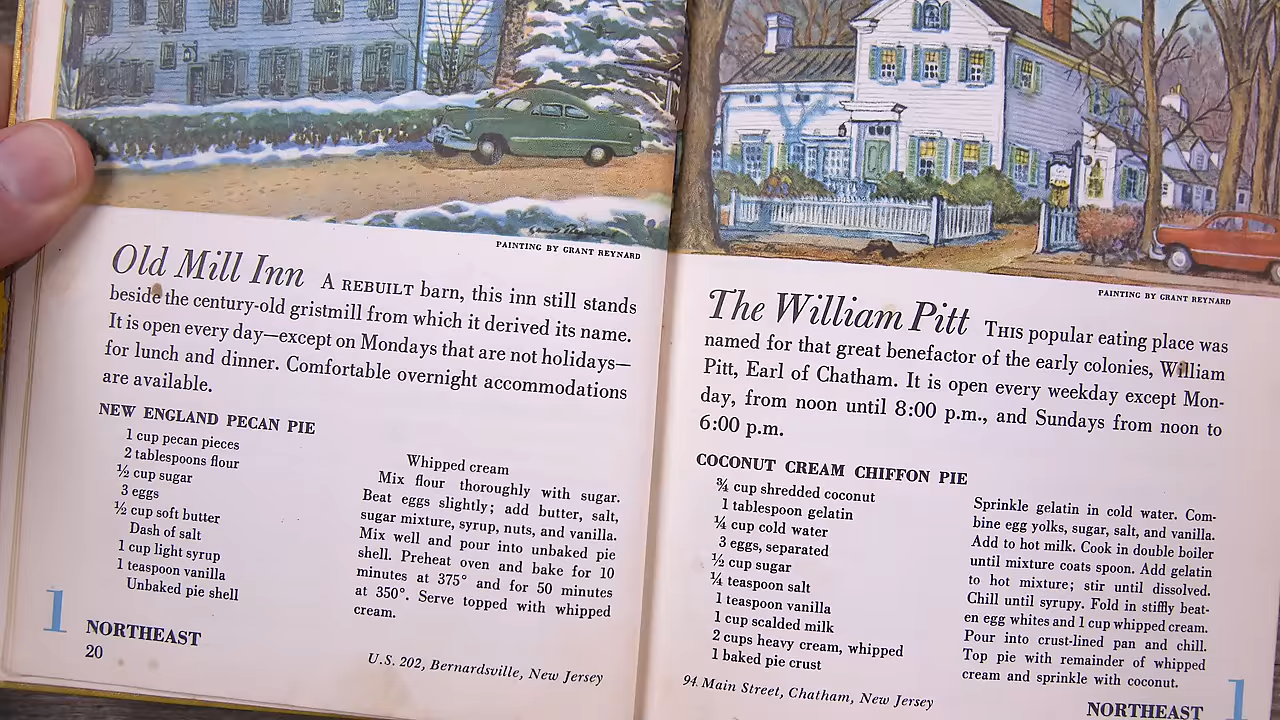 PAINTING BY GRANT REYNARD
Old Mill Inn A REBUILT barn, this inn still stands
beside the century-old gristmill from which it derived its name.
It is open every day—except on Mondays that are not holidays—
for lunch and dinner. Comfortable overnight accommodations
are available.
NEW ENGLAND PECAN PIE
1 cup pecan pieces
2 tablespoons flour
½ cup sugar
3 eggs
½ cup soft butter
Dash of salt
1 cup light syrup
1 teaspoon vanilla
Unbaked pie shell
Whipped cream
Mix flour thoroughly with sugar.
Beat eggs slightly; add butter, salt,
sugar mixture, syrup, nuts, and vanilla.
Mix well and pour into unbaked pie
shell. Preheat oven and bake for 10
minutes at 375° and for 50 minutes
at 350°. Serve topped with whipped
cream.
1 NORTHEAST
20
U.S. 202, Bernardsville, New Jersey
PAINTING BY GRANT REYNARD
The William Pitt THIS popular eating place was
named for that great benefactor of the early colonies, William
Pitt, Earl of Chatham. It is open every weekday except Mon-
day, from noon until 8:00 p.m., and Sundays from noon to
6:00 p.m.
COCONUT CREAM CHIFFON PIE
¾ cup shredded coconut
1 tablespoon gelatin
¼ cup cold water
3 eggs, separated
½ cup sugar
¼ teaspoon salt
1 teaspoon vanilla
1 cup scalded milk
2 cups heavy cream, whipped
1 baked pie crust
Sprinkle gelatin in cold water. Com-
bine egg yolks, sugar, salt, and vanilla.
Add to hot milk. Cook in double boiler
until mixture coats spoon. Add gelatin
to hot mixture; stir until dissolved.
Chill until syrupy. Fold in stiffly beat-
en egg whites and 1 cup whipped cream.
Pour into crust-lined pan and chill.
Top pie with remainder of whipped
cream and sprinkle with coconut.
94 Main Street, Chatham, New Jersey
NORTHEAST 1